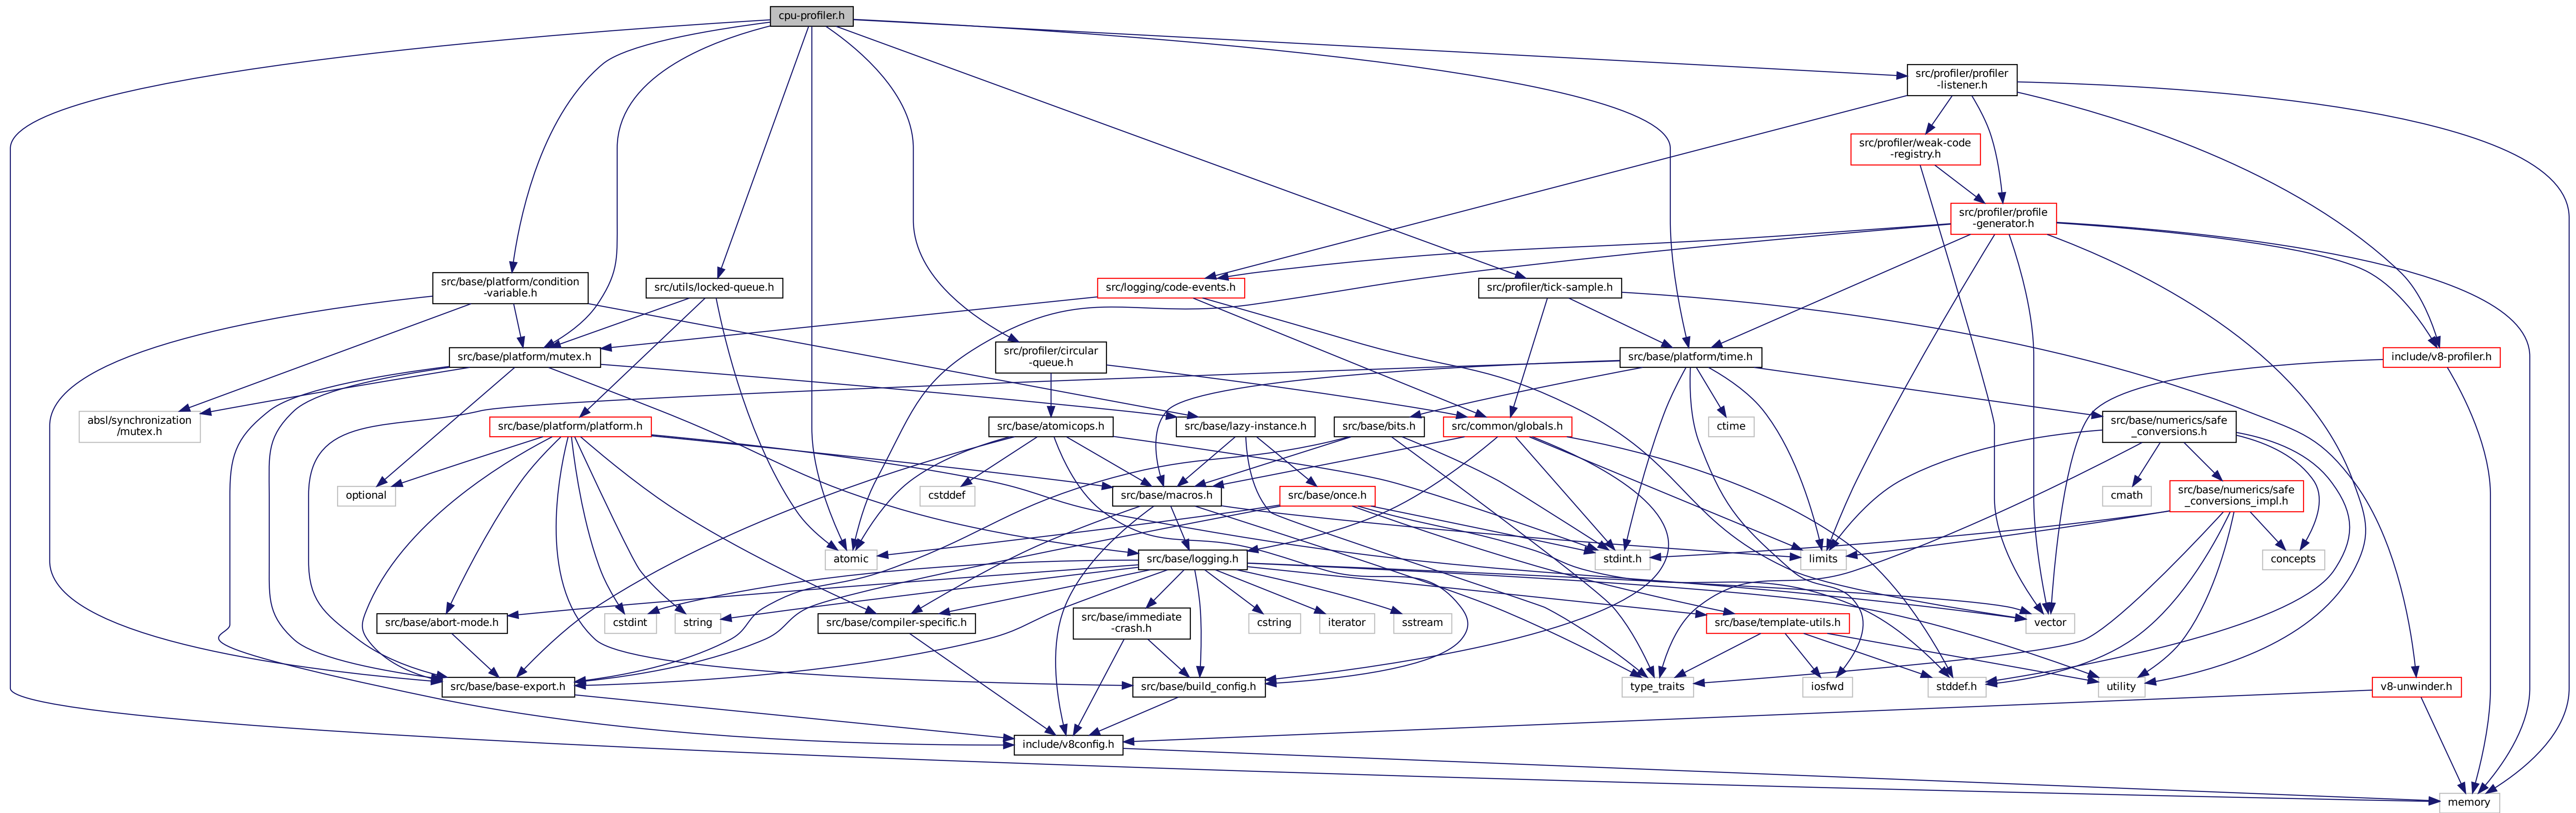 cpu-profiler.h
src/profiler/profiler
-listener.h
src/profiler/weak-code
-registry.h
src/profiler/profile
-generator.h
src/base/platform/condition
-variable.h
src/utils/locked-queue.h
src/logging/code-events.h
src/profiler/tick-sample.h
src/base/platform/mutex.h
src/profiler/circular
-queue.h
src/base/platform/time.h
include/v8-profiler.h
absl/synchronization
/mutex.h
src/base/platform/platform.h
src/base/atomicops.h
src/base/lazy-instance.h
src/base/bits.h
src/common/globals.h
ctime
src/base/numerics/safe
_conversions.h
optional
cstddef
src/base/macros.h
src/base/once.h
cmath
src/base/numerics/safe
_conversions_impl.h
atomic
src/base/logging.h
stdint.h
limits
concepts
src/base/abort-mode.h
cstdint
string
src/base/compiler-specific.h
src/base/immediate
-crash.h
cstring
iterator
sstream
src/base/template-utils.h
vector
src/base/base-export.h
src/base/build_config.h
type_traits
iosfwd
stddef.h
utility
v8-unwinder.h
include/v8config.h
memory